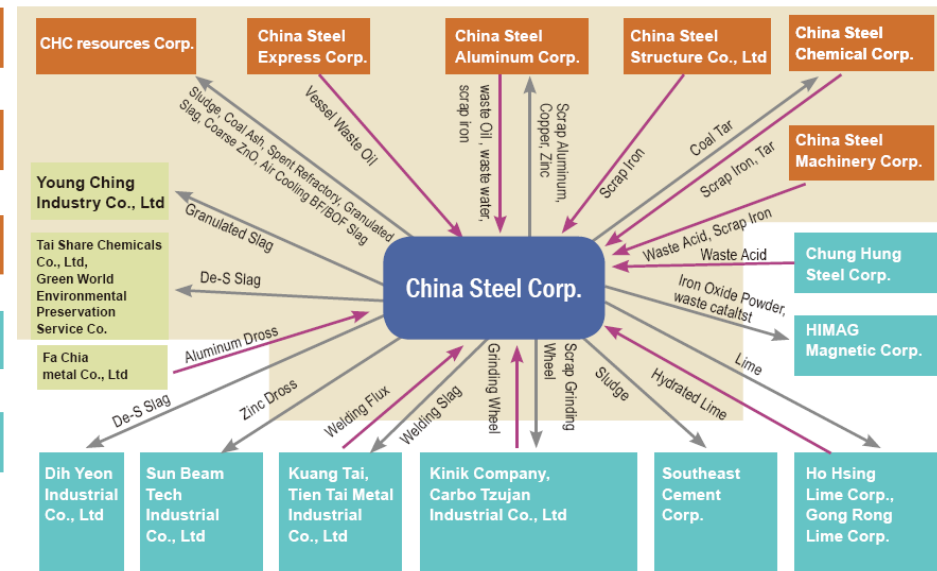 CHC resources Corp.
China Steel
Express Corp.
China Steel
Aluminum Corp.
China Steel
Structure Co., Ltd
China Steel
Chemical Corp.
China Steel
Machinery Corp.
Sludge, Coal Ash, Spent Refractory, Granulated
Slag, Coarse ZnO, Air Cooling BF/BOF Slag
Vessel Waste Oil
waste Oil , waste water,
scrap iron
Scrap Aluminum,
Copper, Zinc
Scrap Iron
Coal Tar
Scrap Iron, Tar
Waste Acid, Scrap Iron
Young Ching
Industry Co., Ltd
Granulated Slag
Tai Share Chemicals
Co., Ltd,
Green World
Environmental
Preservation
Service Co.
De-S Slag
Fa Chia
metal Co., Ltd
Aluminum Dross
China Steel Corp.
Waste Acid
Chung Hung
Steel Corp.
Iron Oxide Powder,
waste cataltst
HIMAG
Magnetic Corp.
De-S Slag
Zinc Dross
Welding Flux
Welding Slag
Grinding Wheel
Scrap Grinding
Wheel
Sludge
Hydrated Lime
Lime
Dih Yeon
Industrial
Co., Ltd
Sun Beam
Tech
Industrial
Co., Ltd
Kuang Tai,
Tien Tai Metal
Industrial
Co., Ltd
Kinik Company,
Carbo Tzujan
Industrial Co., Ltd
Southeast
Cement
Corp.
Ho Hsing
Lime Corp.,
Gong Rong
Lime Corp.